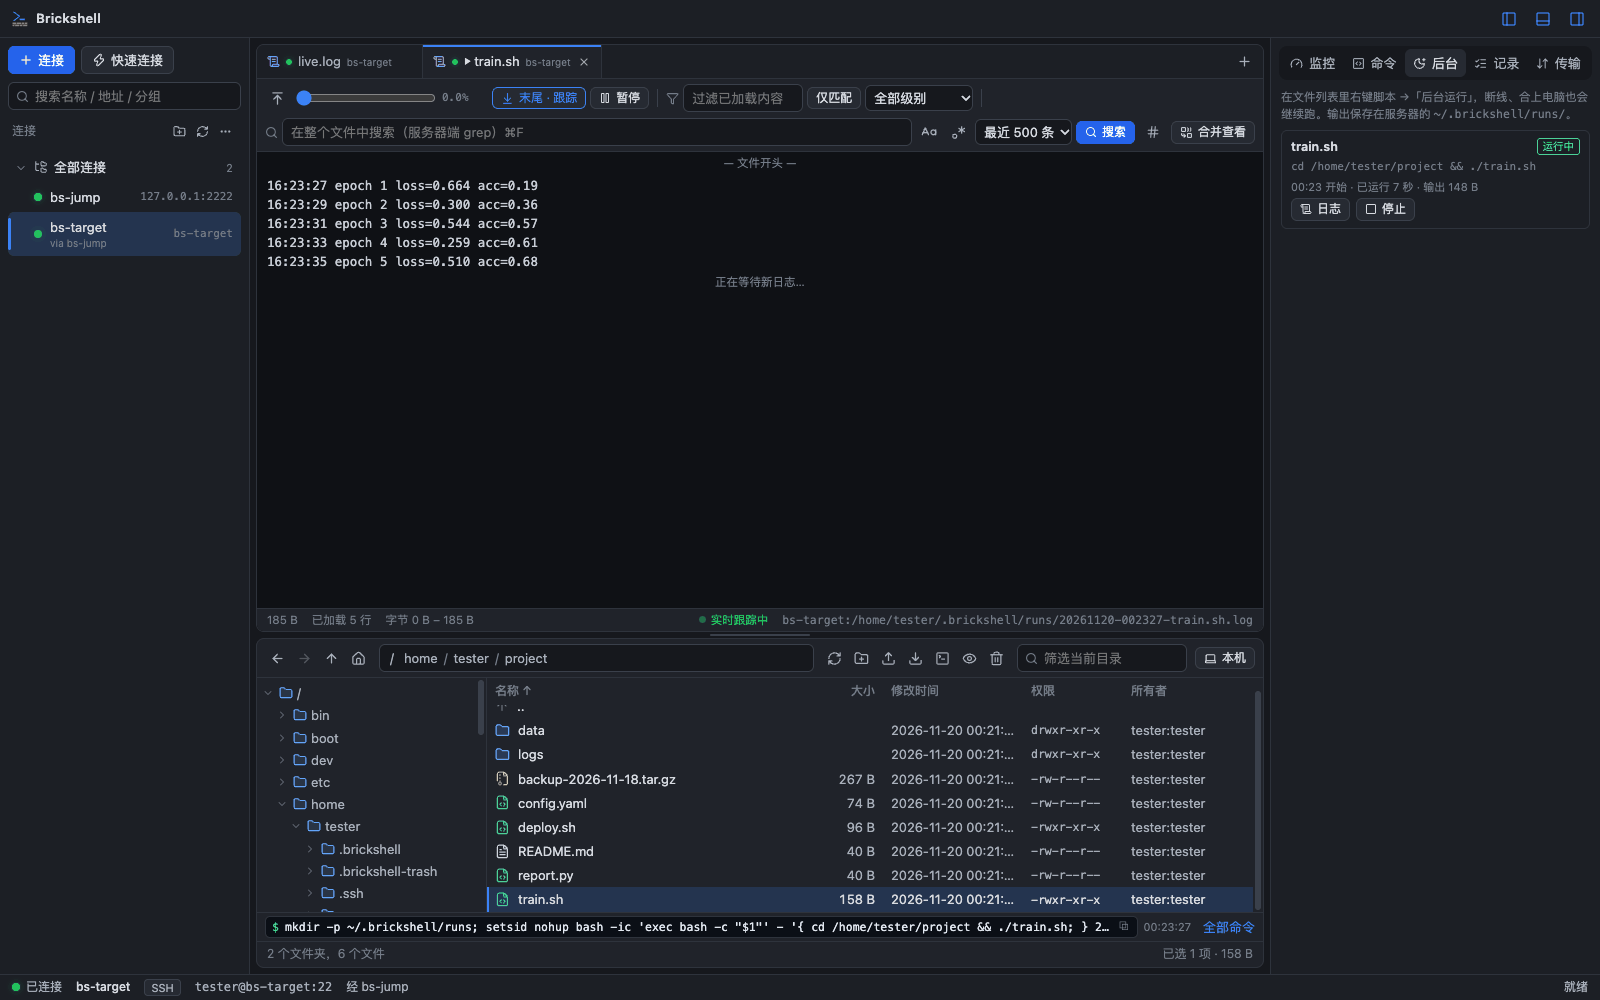 Brickshell
连接
快速连接
搜索名称 / 地址 / 分组
连接
全部连接 2
bs-jump 127.0.0.1:2222
bs-target bs-target
via bs-jump
live.log bs-target
train.sh bs-target
0.0%
末尾 · 跟踪
暂停
过滤已加载内容
仅匹配
全部级别
在整个文件中搜索（服务器端 grep）⌘F
Aa
.*
最近 500 条
搜索
#
合并查看
— 文件开头 —
16:23:27 epoch 1 loss=0.664 acc=0.19
16:23:29 epoch 2 loss=0.300 acc=0.36
16:23:31 epoch 3 loss=0.544 acc=0.57
16:23:33 epoch 4 loss=0.259 acc=0.61
16:23:35 epoch 5 loss=0.510 acc=0.68
正在等待新日志...
185 B 已加载 5 行 字节 0 B – 185 B
实时跟踪中 bs-target:/home/tester/.brickshell/runs/20261120-002327-train.sh.log
/ home / tester / project
筛选当前目录
本机
/
bin
boot
dev
etc
home
tester
.brickshell
.brickshell-trash
.ssh
名称 ↑ 大小 修改时间 权限 所有者
..
data 2026-11-20 00:21:... drwxr-xr-x tester:tester
logs 2026-11-20 00:21:... drwxr-xr-x tester:tester
backup-2026-11-18.tar.gz 267 B 2026-11-20 00:21:... -rw-r--r-- tester:tester
config.yaml 74 B 2026-11-20 00:21:... -rw-r--r-- tester:tester
deploy.sh 96 B 2026-11-20 00:21:... -rwxr-xr-x tester:tester
README.md 40 B 2026-11-20 00:21:... -rw-r--r-- tester:tester
report.py 40 B 2026-11-20 00:21:... -rw-r--r-- tester:tester
train.sh 158 B 2026-11-20 00:21:... -rwxr-xr-x tester:tester
$ mkdir -p ~/.brickshell/runs; setsid nohup bash -ic 'exec bash -c "$1"' - '{ cd /home/tester/project && ./train.sh; } 2… 00:23:27 全部命令
2 个文件夹，6 个文件 已选 1 项 · 158 B
监控
命令
后台
记录
传输
在文件列表里右键脚本 →「后台运行」，断线、合上电脑也会
继续跑。输出保存在服务器的 ~/.brickshell/runs/。
train.sh 运行中
cd /home/tester/project && ./train.sh
00:23 开始 · 已运行 7 秒 · 输出 148 B
日志
停止
已连接 bs-target SSH tester@bs-target:22 经 bs-jump 就绪